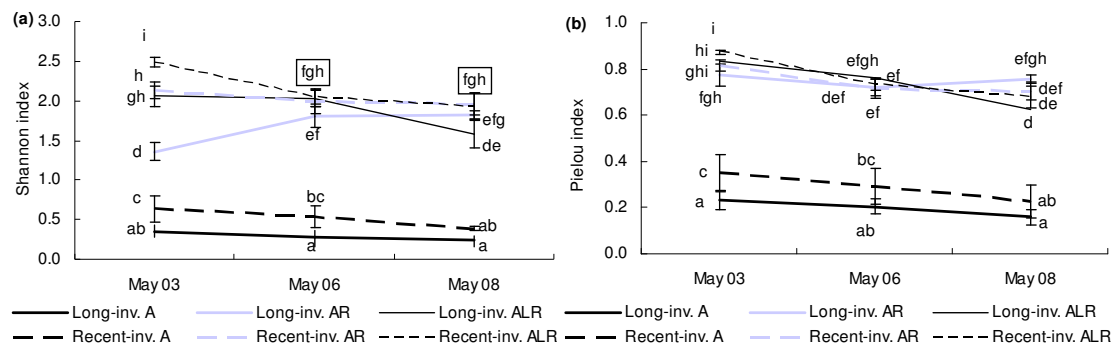 (a)
Shannon index
3.0
2.5
2.0
1.5
1.0
0.5
0.0
i
h
gh
d
c
ab
fgh
ef
bc
a
fgh
efg
de
ab
a
May 03 May 06 May 08
Long-inv. A Long-inv. AR Long-inv. ALR
Recent-inv. A Recent-inv. AR Recent-inv. ALR
(b)
Pielou index
1.0
0.8
0.6
0.4
0.2
0.0
i
hi
ghi
fgh
c
a
efgh
ef
def
ef
bc
ab
efgh
def
de
d
ab
a
May 03 May 06 May 08
Long-inv. A Long-inv. AR Long-inv. ALR
Recent-inv. A Recent-inv. AR Recent-inv. ALR